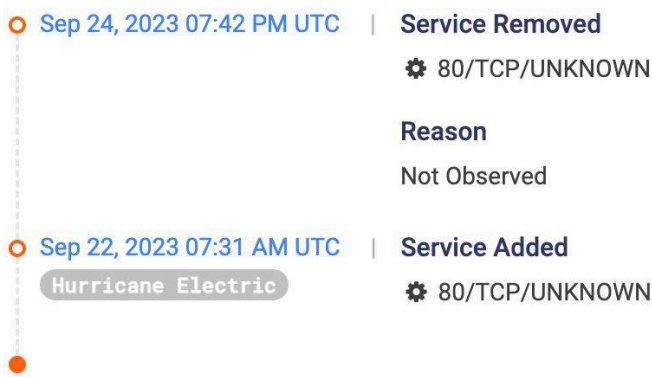 Sep 24, 2023 07:42 PM UTC | Service Removed
80/TCP/UNKNOWN
Reason
Not Observed
Sep 22, 2023 07:31 AM UTC | Service Added
Hurricane Electric
80/TCP/UNKNOWN